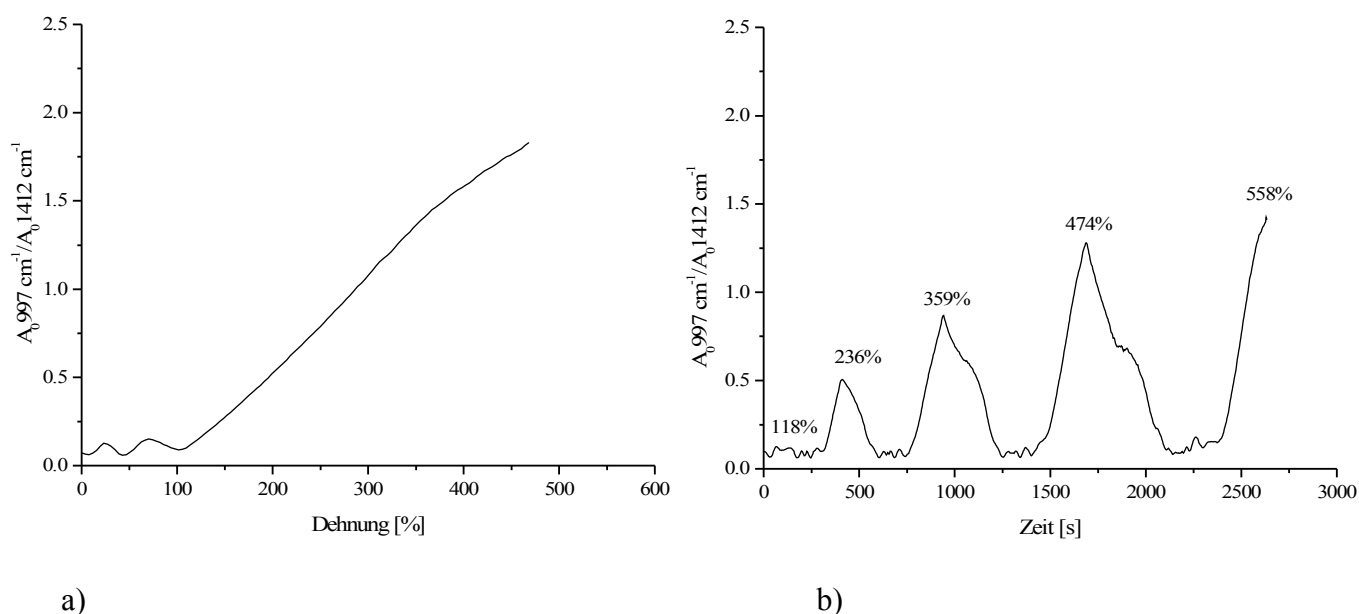 2.5
2.0
1.5
1.0
0.5
0.0
A₀997 cm⁻¹/A₀1412 cm⁻¹
0 100 200 300 400 500 600
Dehnung [%]
a)
2.5
2.0
1.5
1.0
0.5
0.0
A₀997 cm⁻¹/A₀1412 cm⁻¹
118%
236%
359%
474%
558%
0 500 1000 1500 2000 2500 3000
Zeit [s]
b)